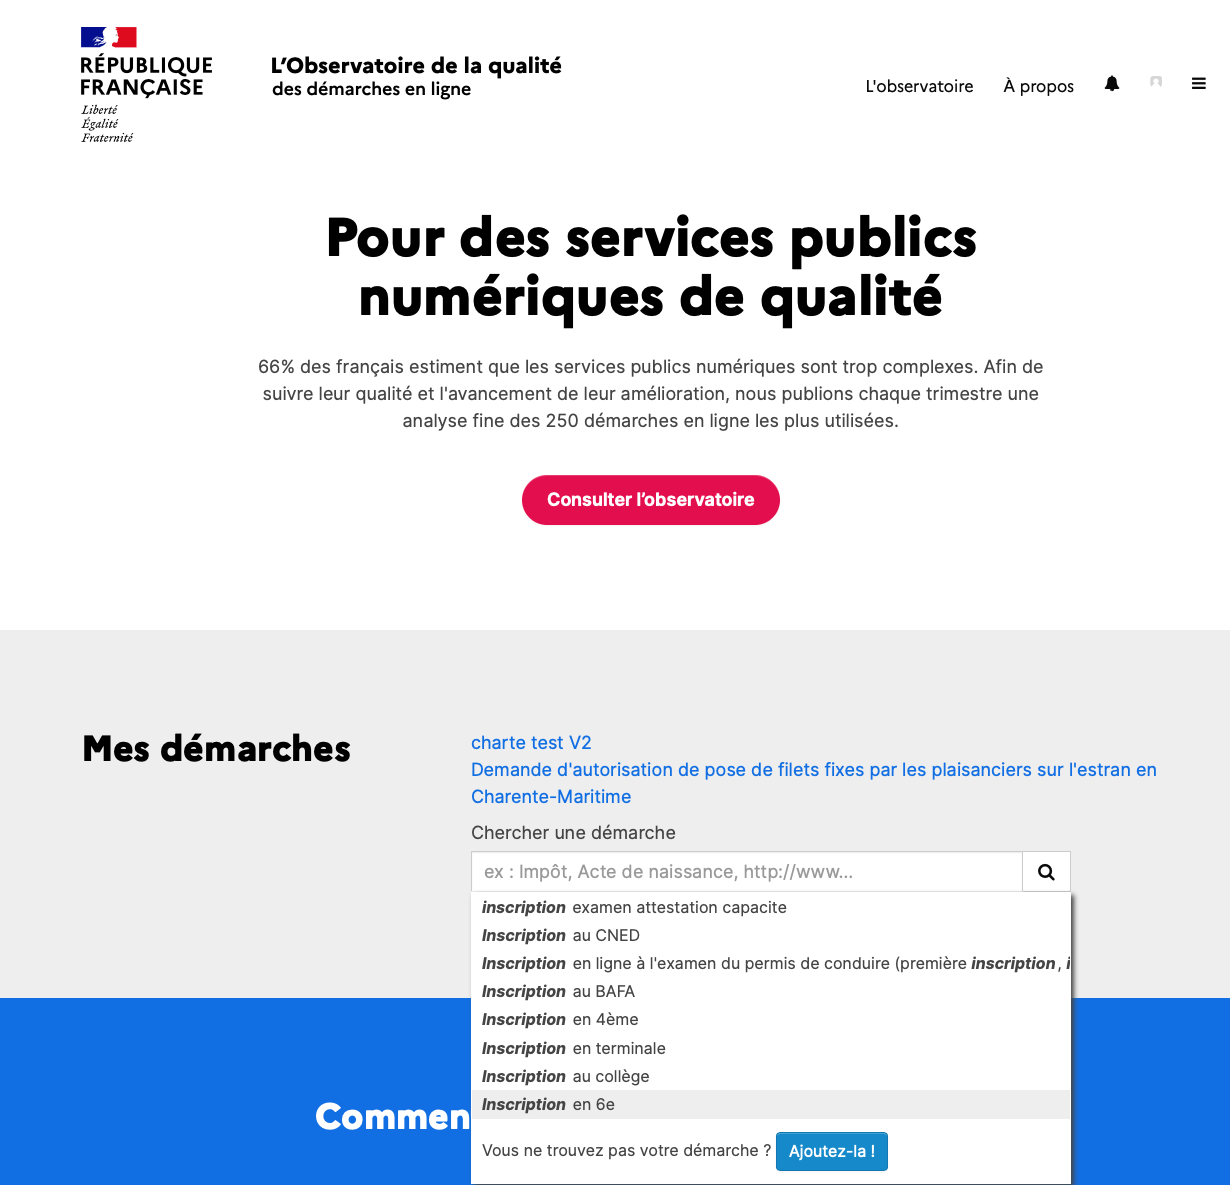 RÉPUBLIQUE
FRANÇAISE
Liberté
Égalité
Fraternité
L'Observatoire de la qualité
des démarches en ligne
L'observatoire
À propos
Pour des services publics
numériques de qualité
66% des français estiment que les services publics numériques sont trop complexes. Afin de
suivre leur qualité et l'avancement de leur amélioration, nous publions chaque trimestre une
analyse fine des 250 démarches en ligne les plus utilisées.
Consulter l’observatoire
Mes démarches
charte test V2
Demande d'autorisation de pose de filets fixes par les plaisanciers sur l'estran en
Charente-Maritime
Chercher une démarche
ex : Impôt, Acte de naissance, http://www...
inscription examen attestation capacite
Inscription au CNED
Inscription en ligne à l'examen du permis de conduire (première inscription, i
Inscription au BAFA
Inscription en 4ème
Inscription en terminale
Inscription au collège
Inscription en 6e
Commen
Vous ne trouvez pas votre démarche ? Ajoutez-la !